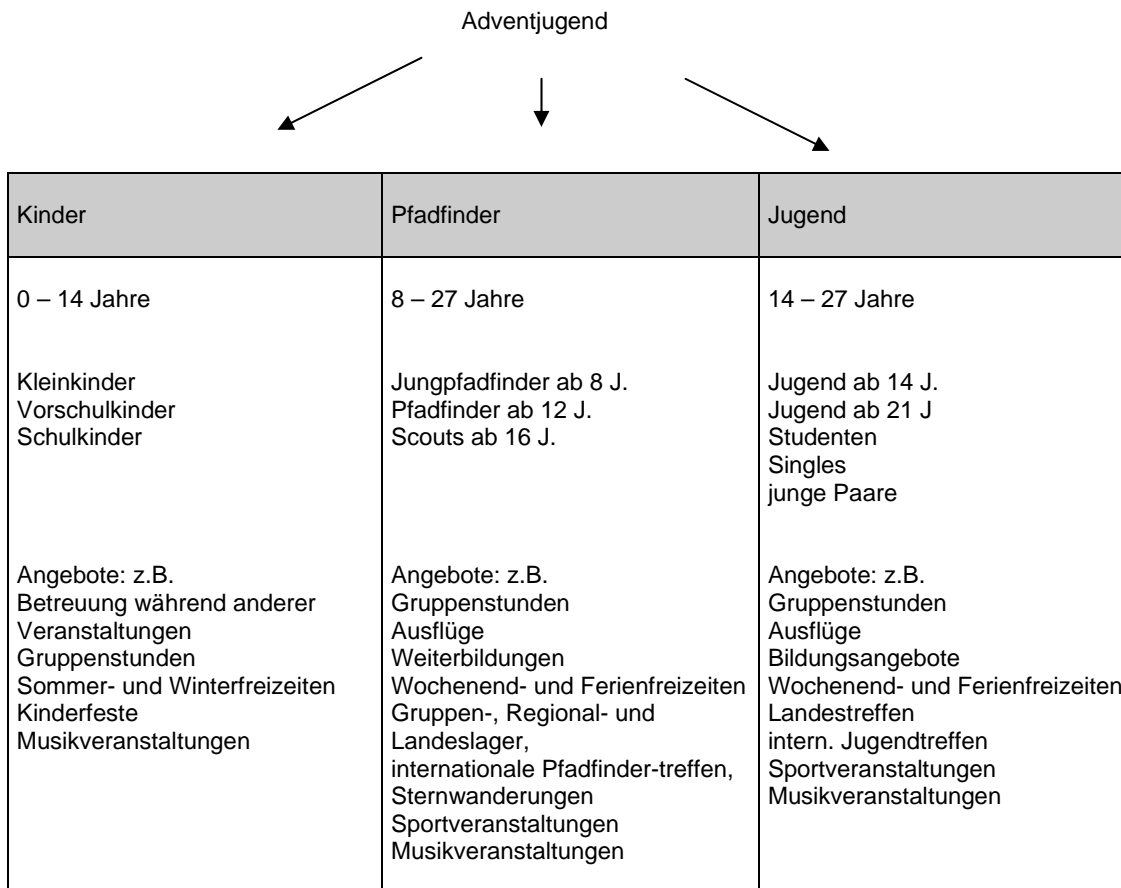 Adventjugend
Kinder
Pfadfinder
Jugend
0 – 14 Jahre
8 – 27 Jahre
14 – 27 Jahre
Kleinkinder
Vorschulkinder
Schulkinder
Jungpfadfinder ab 8 J.
Pfadfinder ab 12 J.
Scouts ab 16 J.
Jugend ab 14 J.
Jugend ab 21 J
Studenten
Singles
junge Paare
Angebote: z.B.
Betreuung während anderer
Veranstaltungen
Gruppenstunden
Sommer- und Winterfreizeiten
Kinderfeste
Musikveranstaltungen
Angebote: z.B.
Gruppenstunden
Ausflüge
Weiterbildungen
Wochenend- und Ferienfreizeiten
Gruppen-, Regional- und
Landeslager,
internationale Pfadfinder-treffen,
Sternwanderungen
Sportveranstaltungen
Musikveranstaltungen
Angebote: z.B.
Gruppenstunden
Ausflüge
Bildungsangebote
Wochenend- und Ferienfreizeiten
Landestreffen
intern. Jugendtreffen
Sportveranstaltungen
Musikveranstaltungen